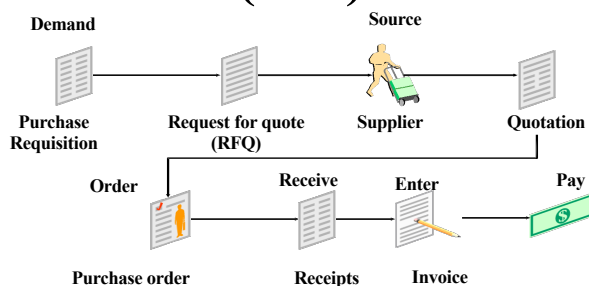 Demand
Source
Purchase
Requisition
Request for quote
(RFQ)
Supplier
Quotation
Order
Receive
Enter
Pay
$
Purchase order
Receipts
Invoice